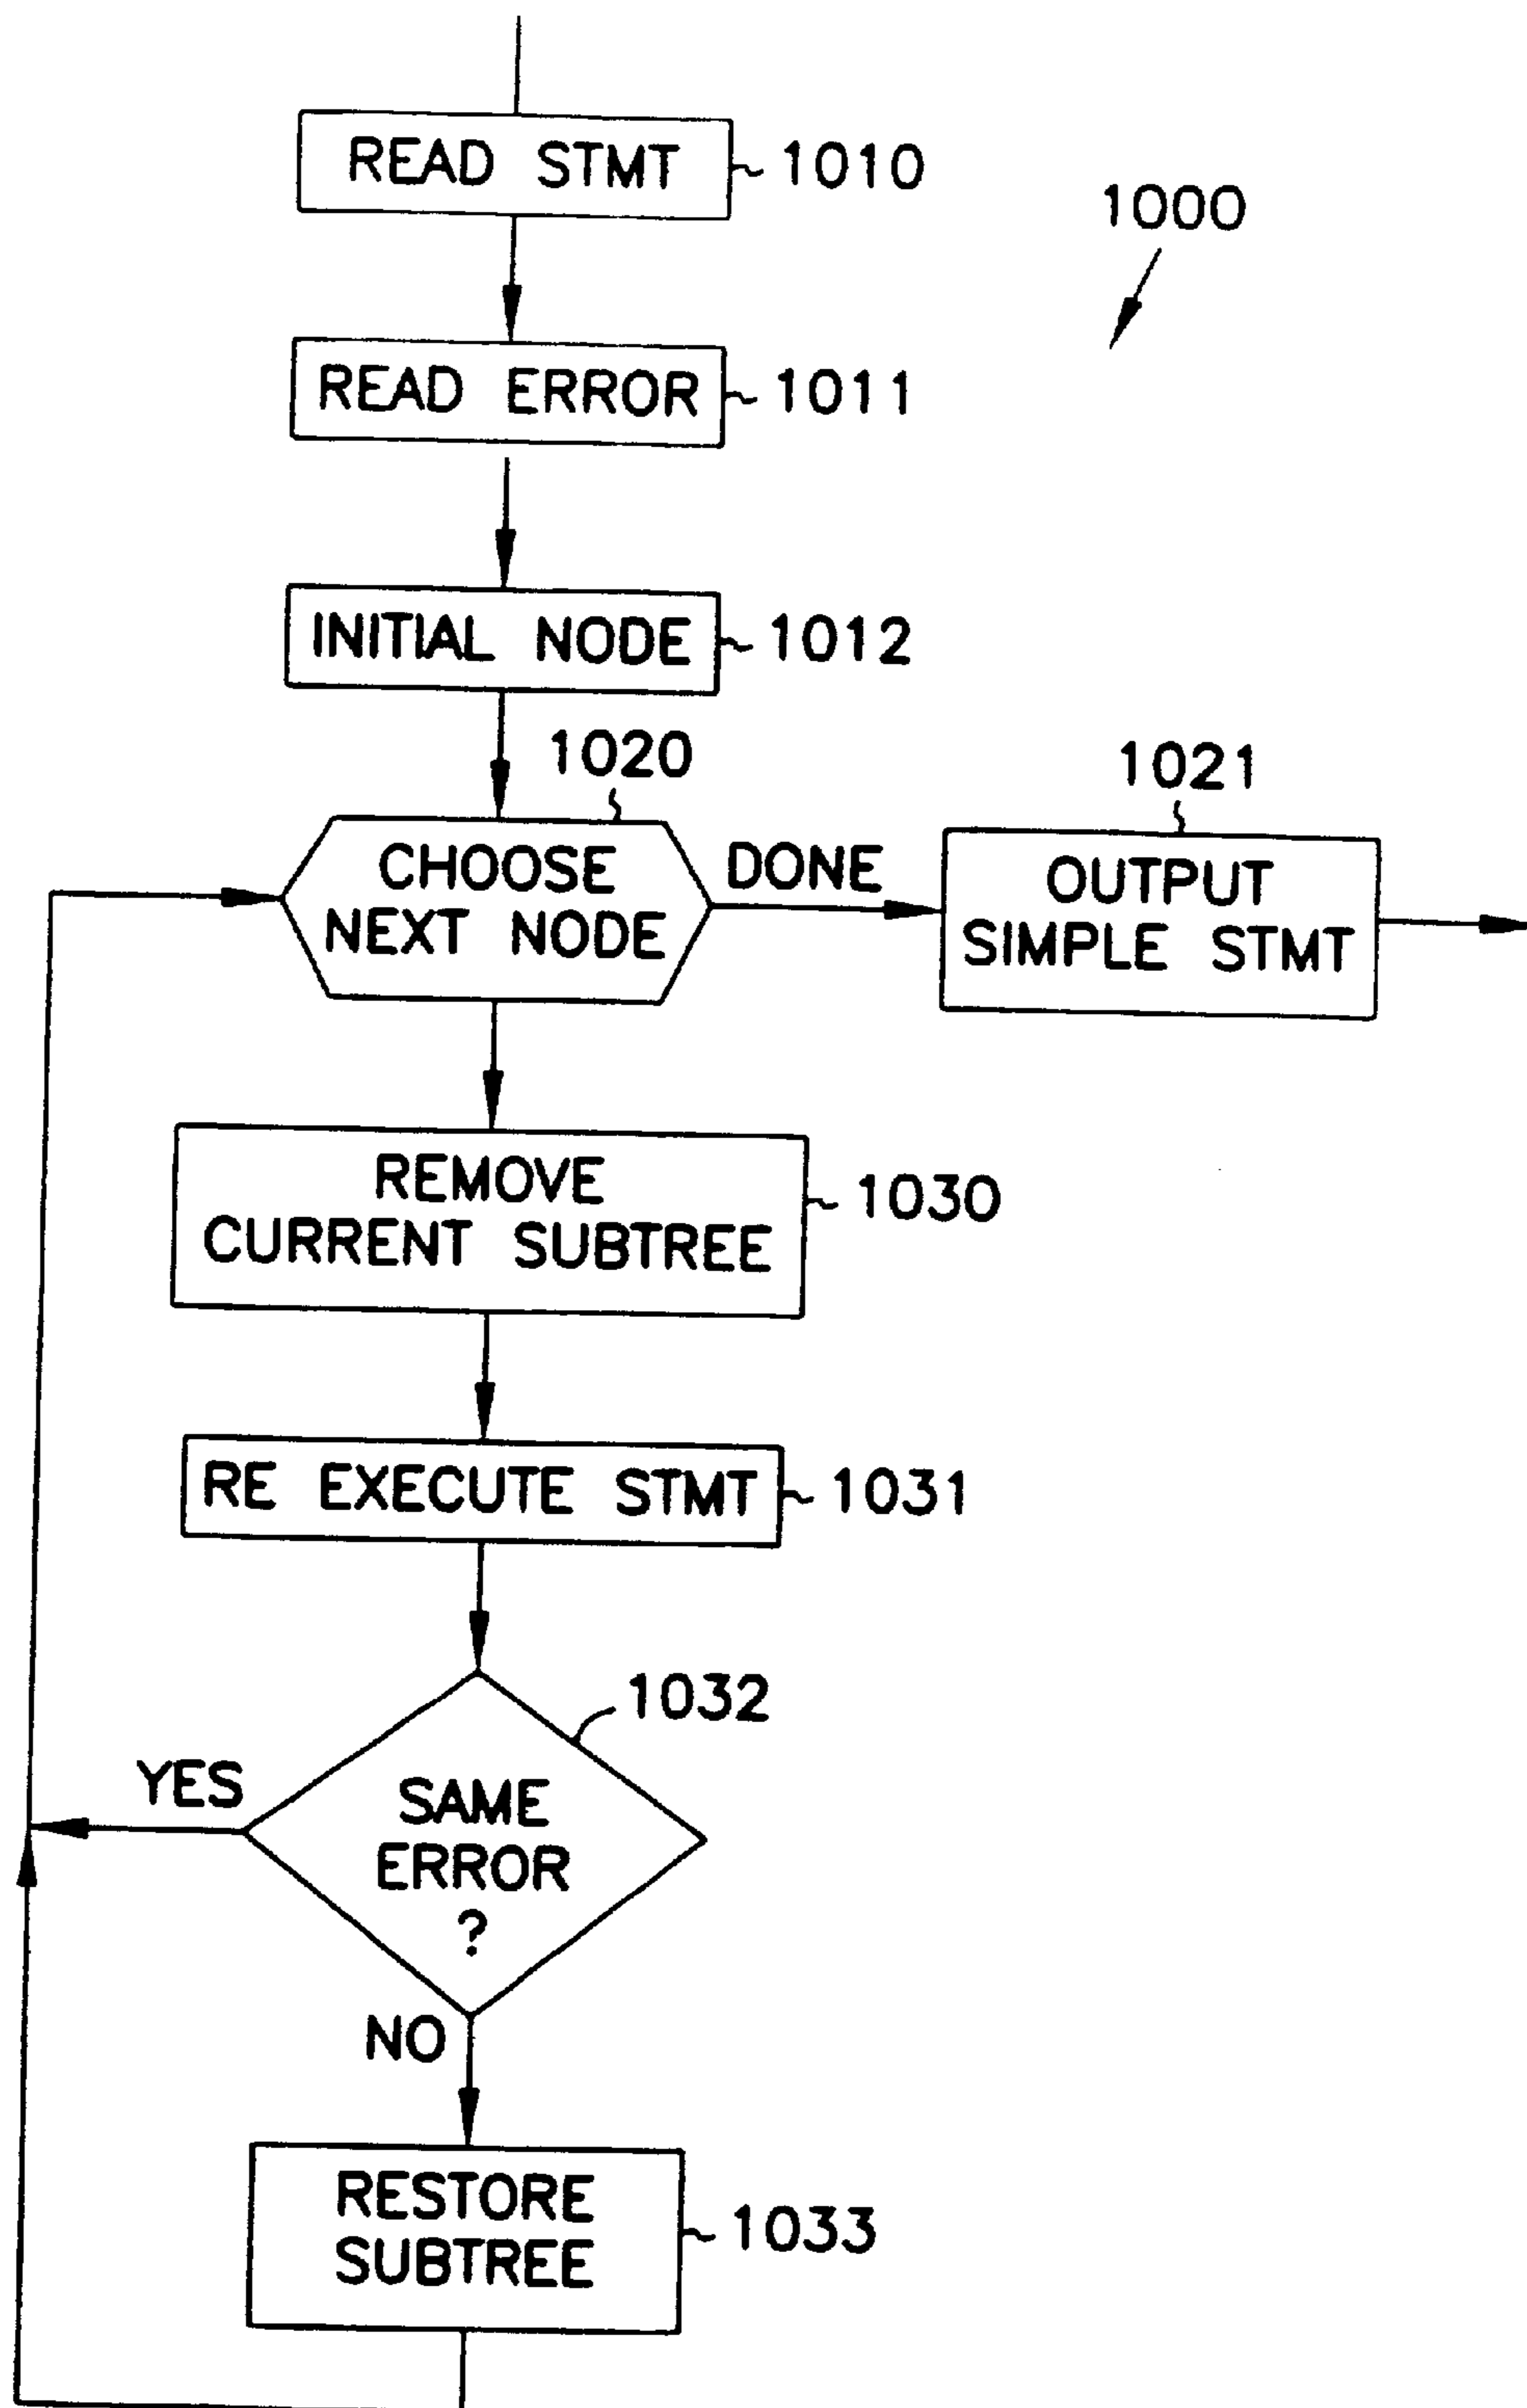 READ STMT
1010
1000
READ ERROR
1011
INITIAL NODE
1012
1020
1021
CHOOSE
NEXT NODE
DONE
OUTPUT
SIMPLE STMT
REMOVE
CURRENT SUBTREE
1030
RE EXECUTE STMT
1031
1032
YES
SAME
ERROR
?
NO
RESTORE
SUBTREE
1033